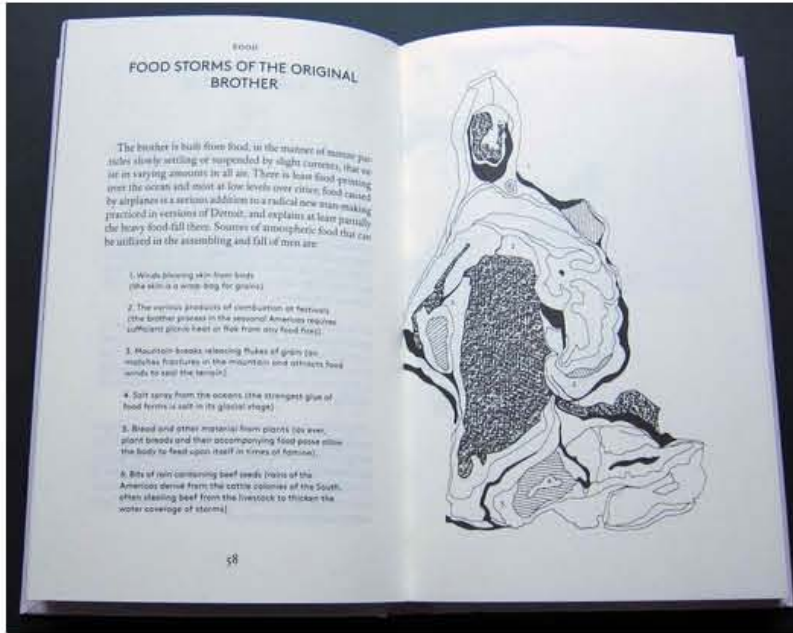 FOOD
FOOD STORMS OF THE ORIGINAL
BROTHER
The brother is built from food, in the manner of minute par-
ticles slowly settling or suspended by slight currents, that ex-
ist in varying amounts in all air. There is least food-printing
over the ocean and most at low levels over cities; food caused
by airplanes is a serious addition to a radical new man-making
practiced in versions of Detroit, and explains at least partially
the heavy food-fall there. Sources of atmospheric food that can
be utilized in the assembling and fall of men are:
1. Winds blowing skin from birds
(the skin is a wrap-bag for grains)
2. The various products of combustion at festivals
(the brother process in the seasonal Americas requires
sufficient picnic heat or flak from any food fires)
3. Mountain breaks releasing flukes of grain (
matches fractures in the mountain and attracts food
winds to seal the terrain)
4. Salt spray from the oceans (the strongest glue of
food forms is salt in its glacial stage)
5. Bread and other material from plants (as ever,
plant breads and their accompanying food paste allow
the body to feed upon itself in times of famine).
6. Bits of rain containing beef seeds (rains of the
Americas derive from the cattle colonies of the South,
often stealing beef from the livestock to thicken the
water coverage of storms)
58